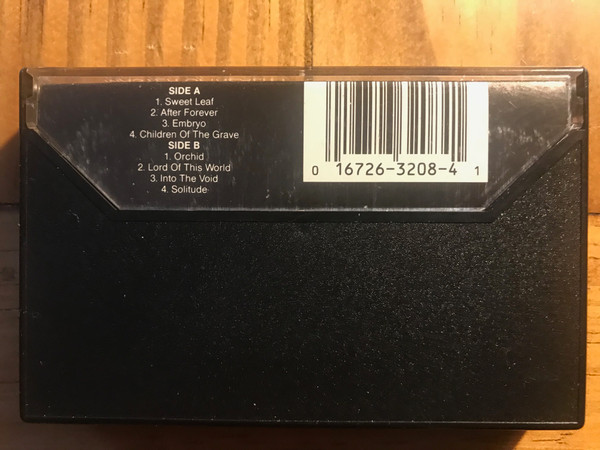 SIDE A
1. Sweet Leaf
2. After Forever
3. Embryo
4. Children Of The Grave
SIDE B
1. Orchid
2. Lord Of This World
3. Into The Void
4. Solitude
0 16726-3208-4 1